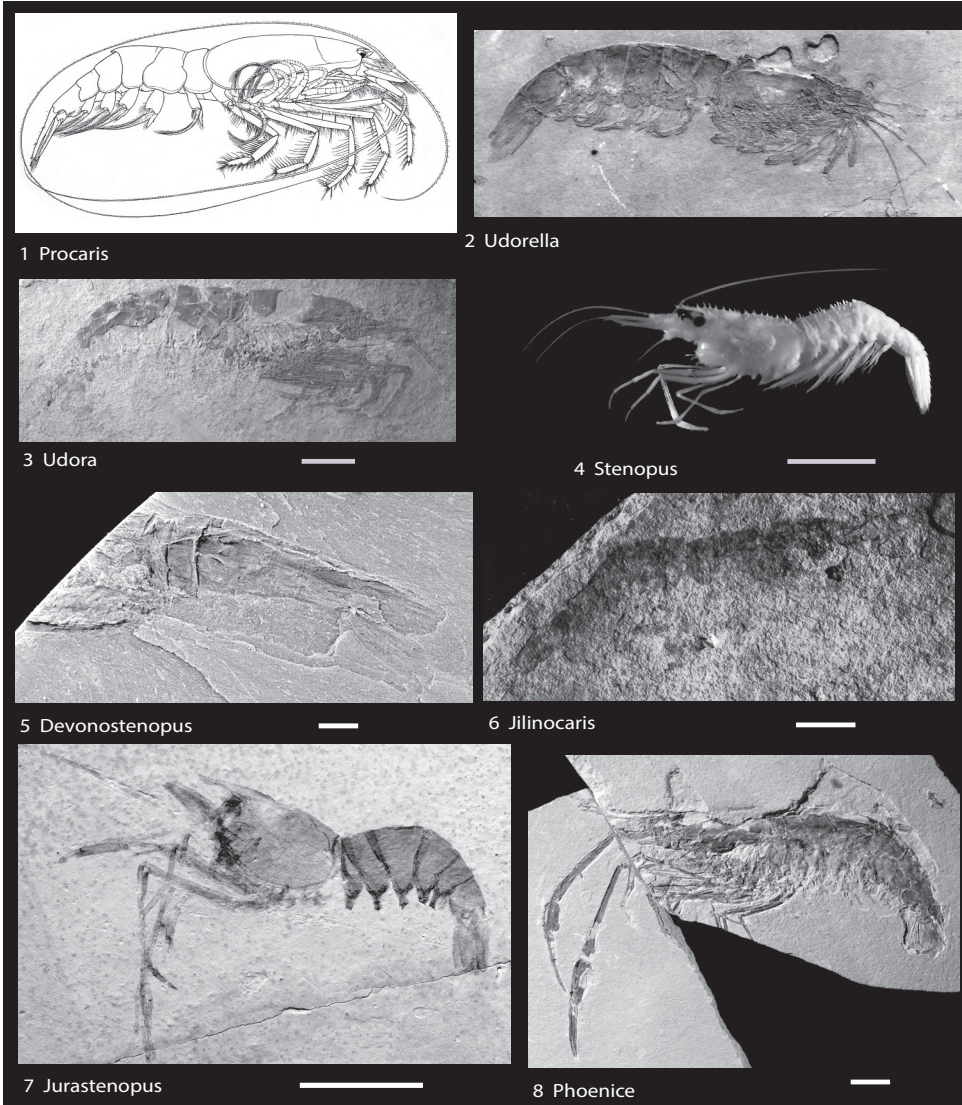 1 Procaris
2 Udorella
3 Udora
4 Stenopus
5 Devonostenopus
6 Jilinocaris
7 Jurastenopus
8 Phoenice